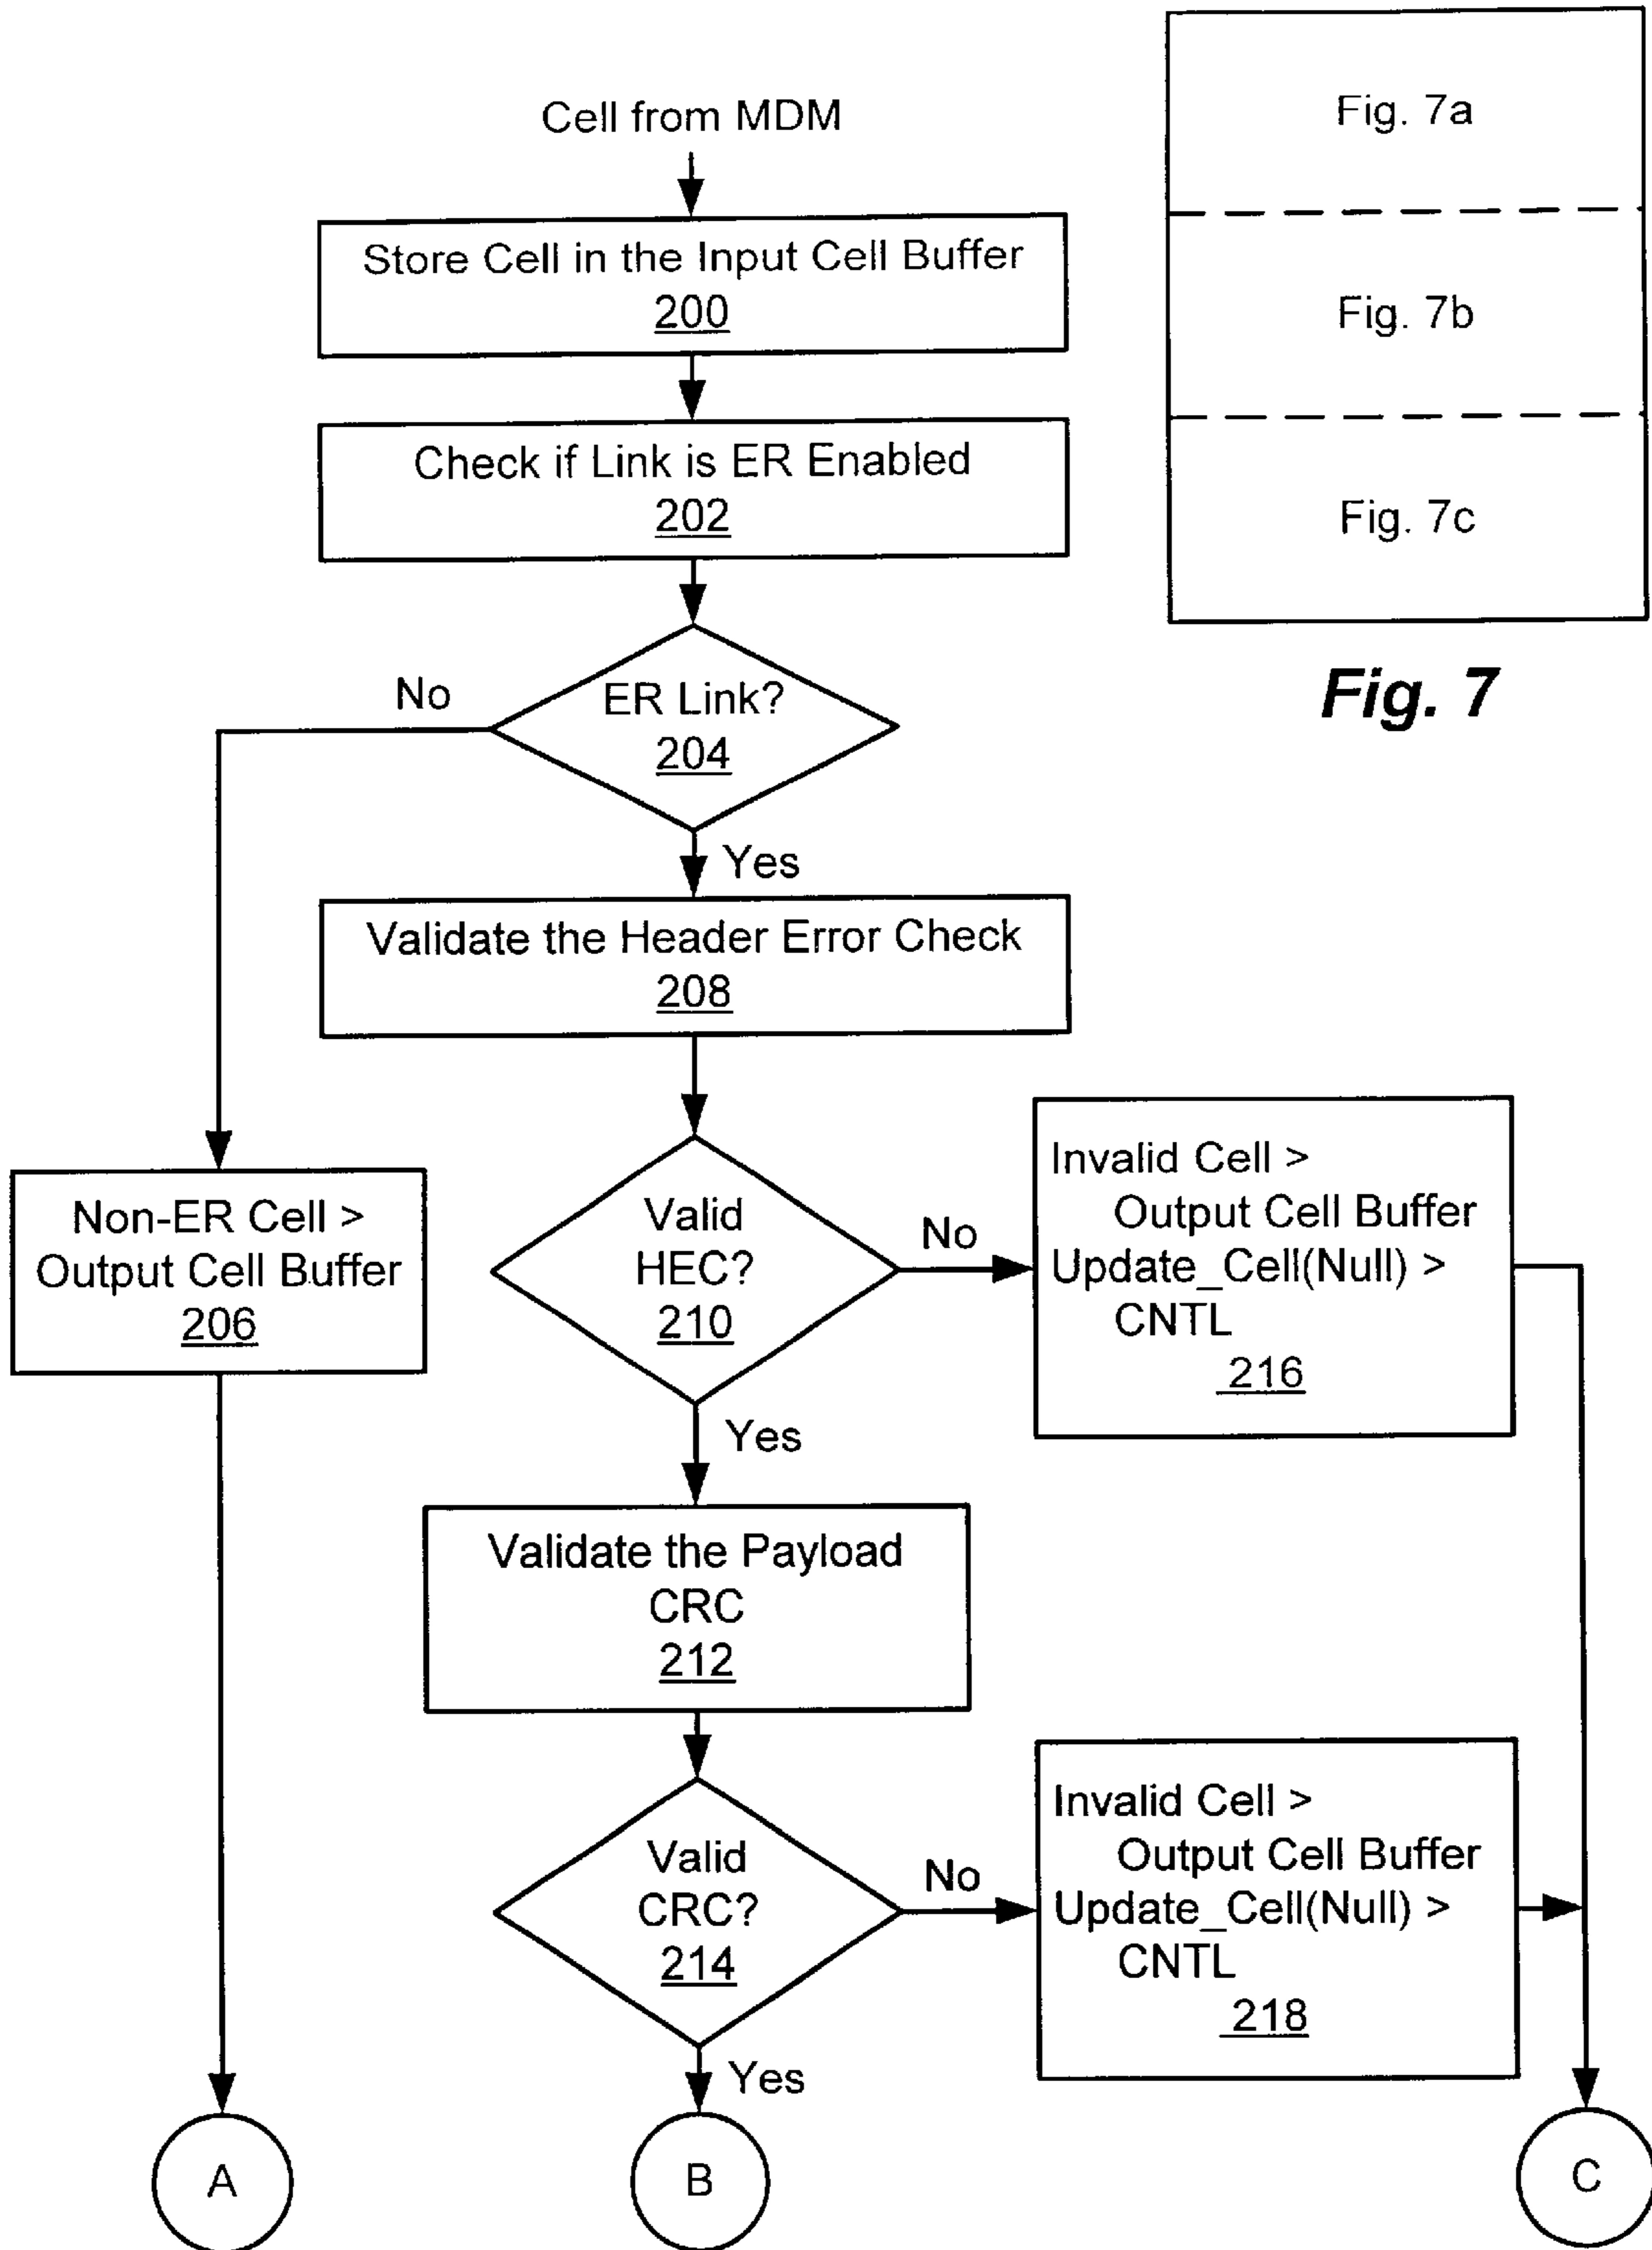 Cell from MDM
Store Cell in the Input Cell Buffer
200
Check if Link is ER Enabled
202
ER Link?
204
No
Yes
Validate the Header Error Check
208
Non-ER Cell >
Output Cell Buffer
206
Valid
HEC?
210
No
Invalid Cell >
Output Cell Buffer
Update_Cell(Null) >
CNTL
216
Yes
Validate the Payload
CRC
212
Valid
CRC?
214
No
Invalid Cell >
Output Cell Buffer
Update_Cell(Null) >
CNTL
218
Yes
A
B
C
Fig. 7a
Fig. 7b
Fig. 7c
Fig. 7